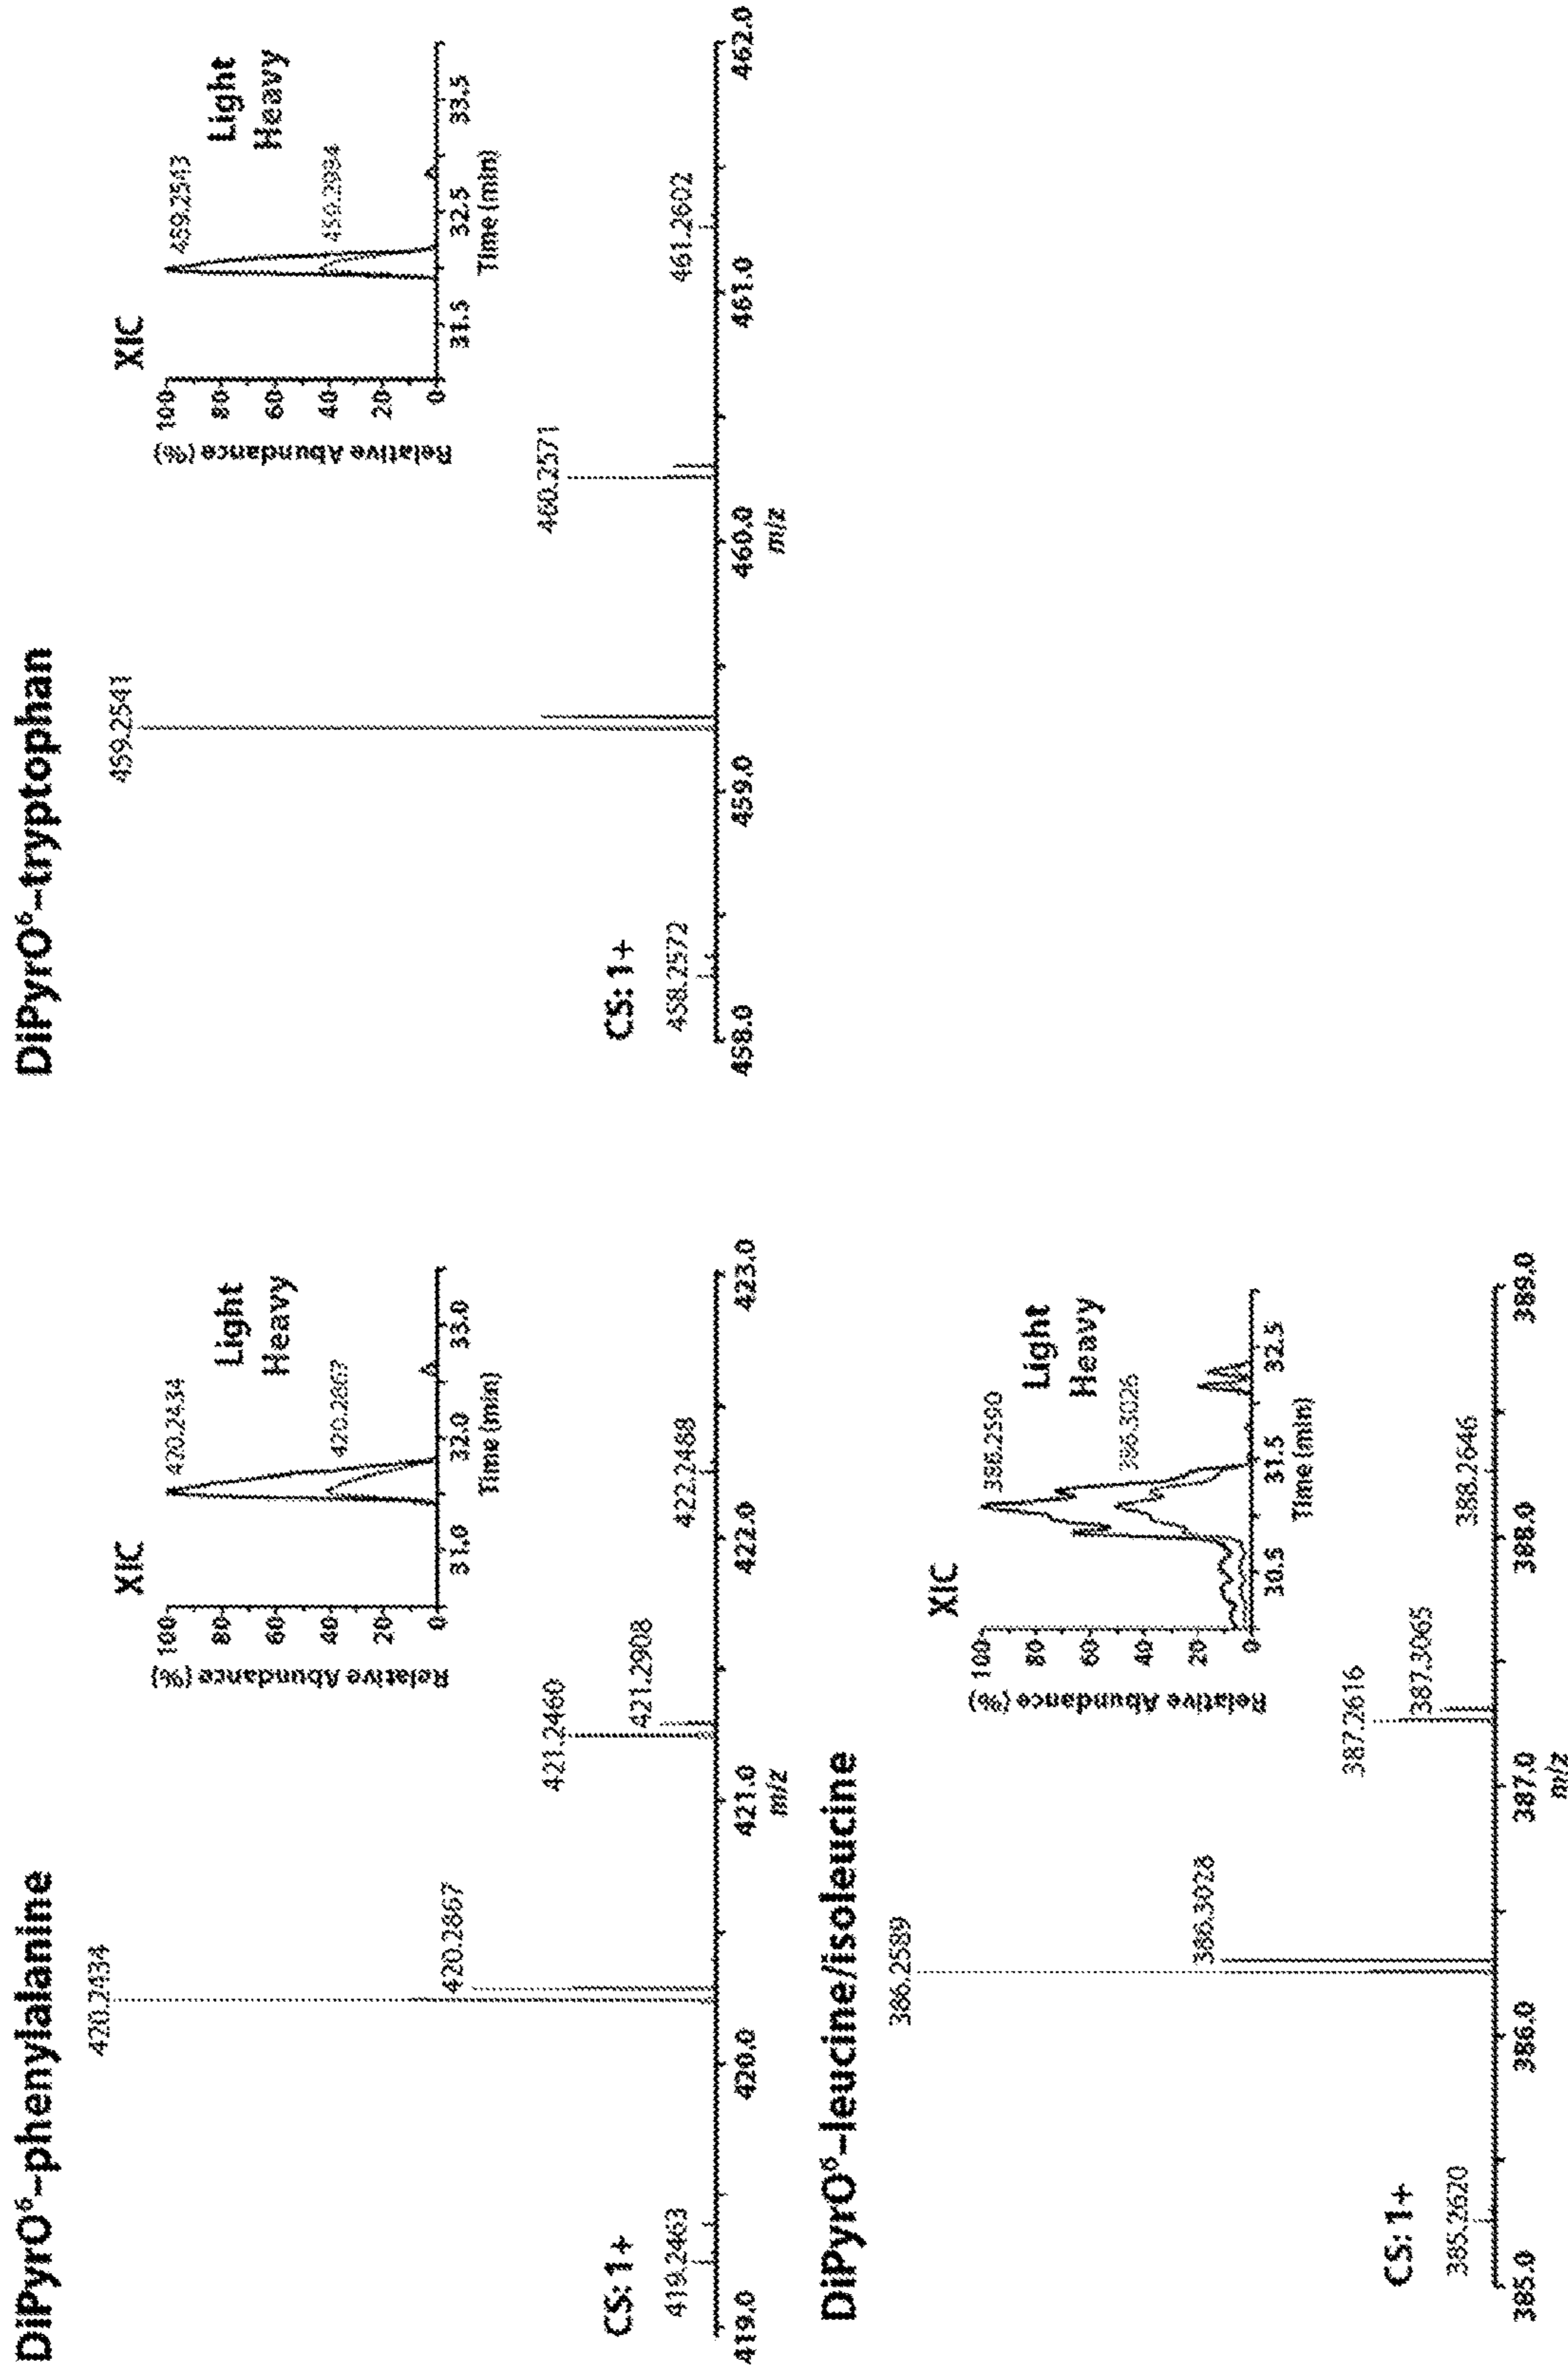 DiPyrO⁶–phenylalanine
420.2434
420.2867
421.2460
421.2908
422.2488
CS: 1+
419.2463
419.0
420.0
421.0
422.0
423.0
m/z
XIC
Relative Abundance (%)
100
80
60
40
20
0
420.2434
420.2867
Light
Heavy
31.0
32.0
33.0
Time (min)
DiPyrO⁶–tryptophan
459.2541
460.2571
461.2602
CS: 1+
458.2572
458.0
459.0
460.0
461.0
462.0
m/z
XIC
Relative Abundance (%)
100
80
60
40
20
0
459.2543
459.2984
Light
Heavy
31.5
32.5
33.5
Time (min)
DiPyrO⁶–leucine/isoleucine
386.2589
386.3028
387.2616
387.3065
388.2646
CS: 1+
385.2620
385.0
386.0
387.0
388.0
389.0
m/z
XIC
Relative Abundance (%)
100
80
60
40
20
0
386.2590
386.3026
Light
Heavy
30.5
31.5
32.5
Time (min)